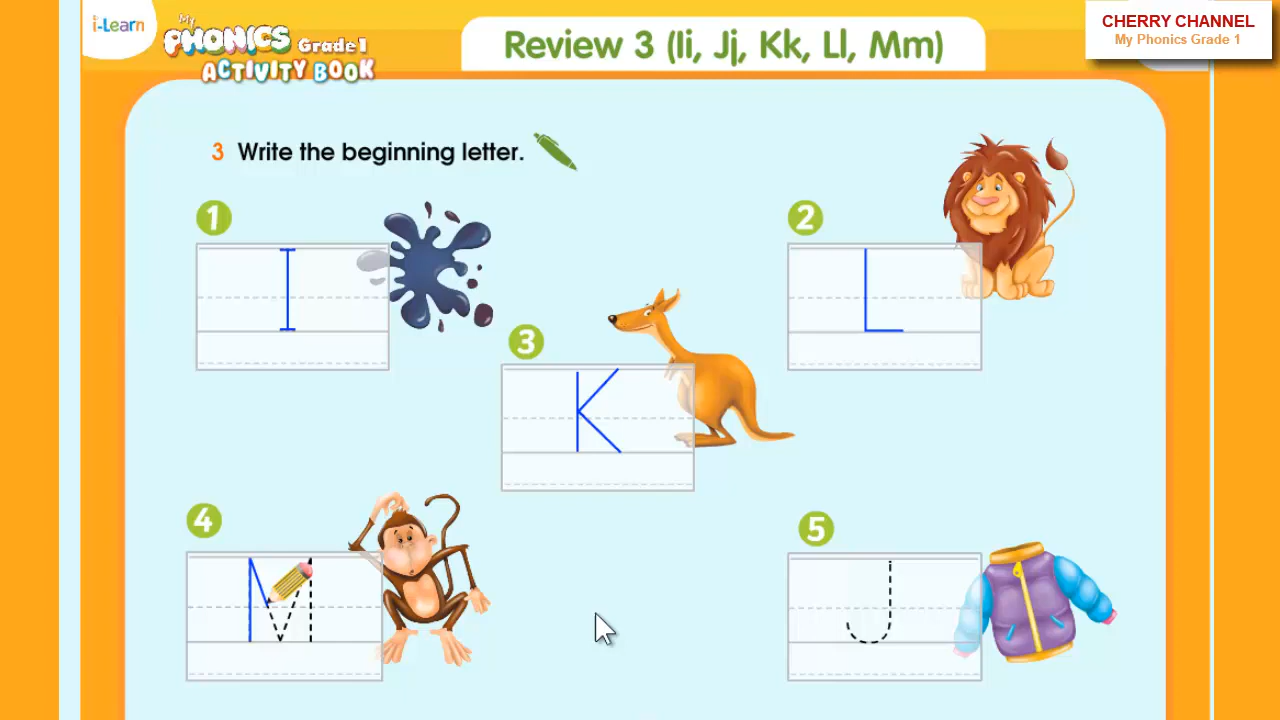 i-Learn
My
PHONICS Grade 1
ACTIVITY BOOK
Review 3 (Ii, Jj, Kk, Ll, Mm)
CHERRY CHANNEL
My Phonics Grade 1
3 Write the beginning letter.
1
I
2
L
3
K
4
M
5
J